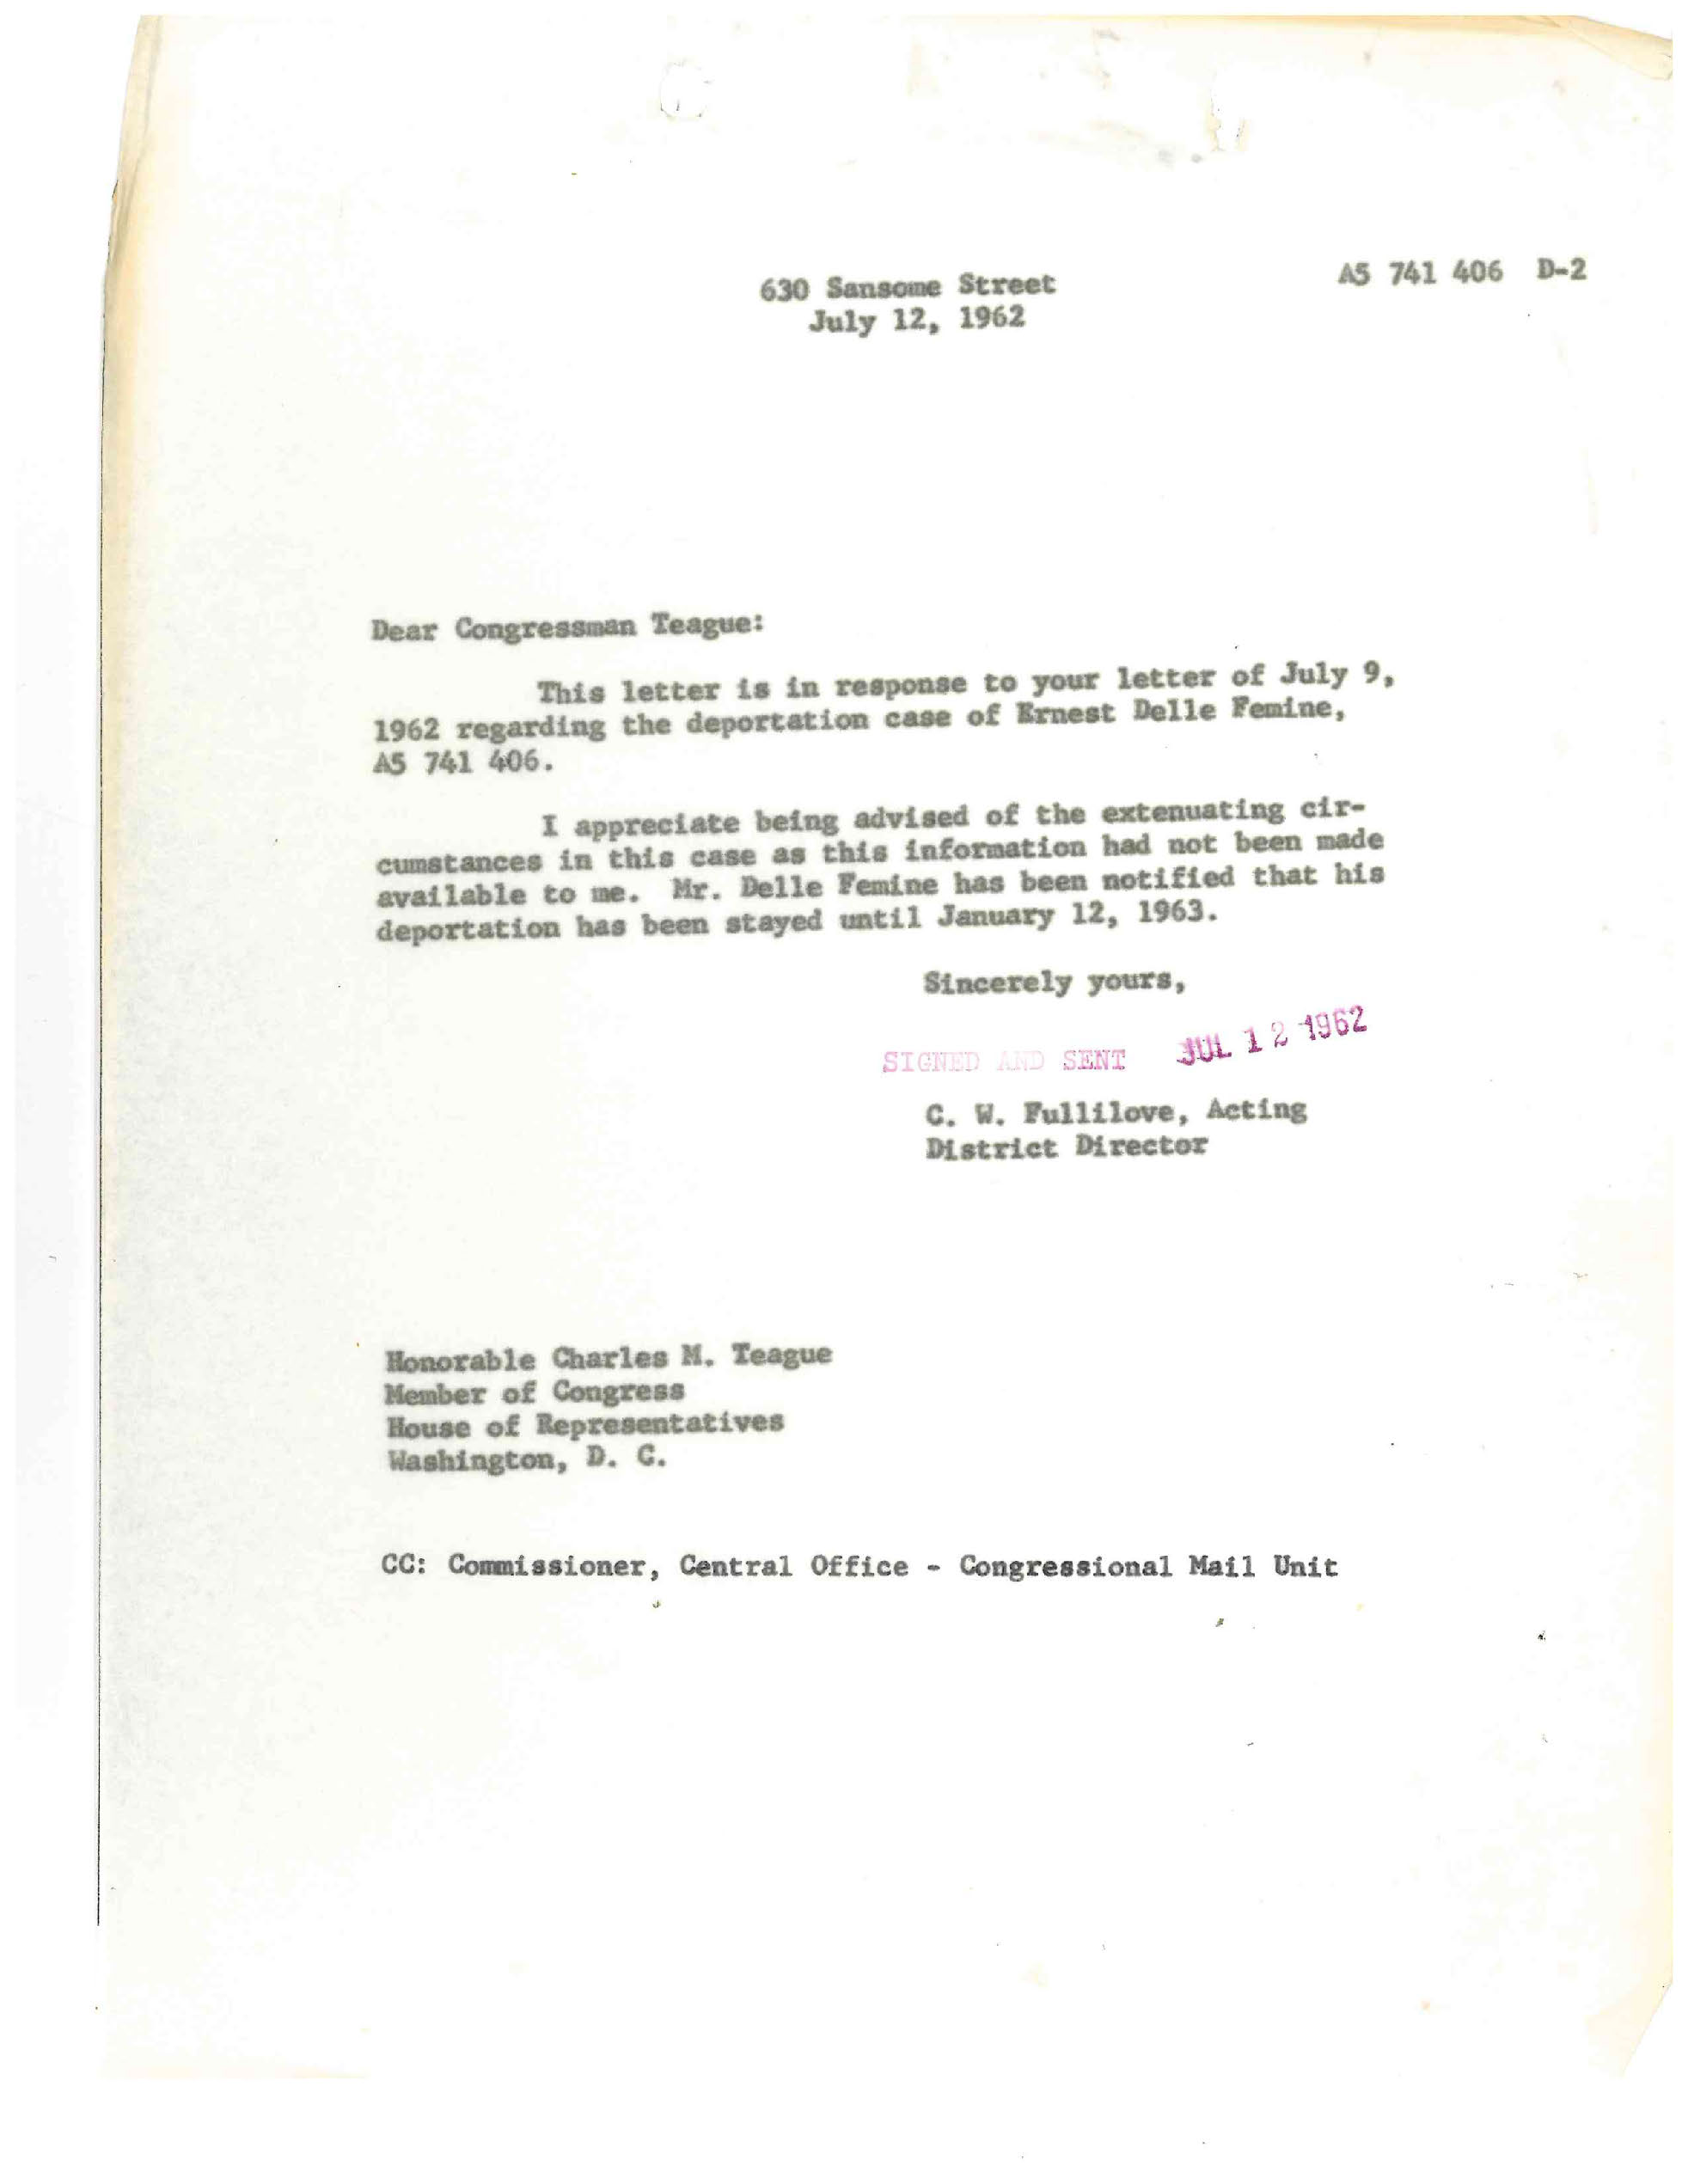 A5 741 406 D-2
630 Sansome Street
July 12, 1962
Dear Congressman Teague:
This letter is in response to your letter of July 9,
1962 regarding the deportation case of Ernest Delle Femine,
A5 741 406.
I appreciate being advised of the extenuating cir-
cumstances in this case as this information had not been made
available to me. Mr. Delle Femine has been notified that his
deportation has been stayed until January 12, 1963.
Sincerely yours,
SIGNED AND SENT JUL 12 1962
C. W. Fullilove, Acting
District Director
Honorable Charles M. Teague
Member of Congress
House of Representatives
Washington, D. C.
CC: Commissioner, Central Office - Congressional Mail Unit